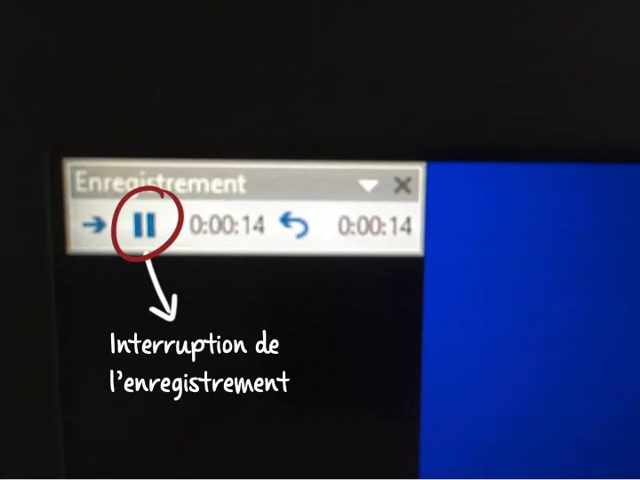 Enregistrement
0:00:14 0:00:14
Interruption de
l'enregistrement